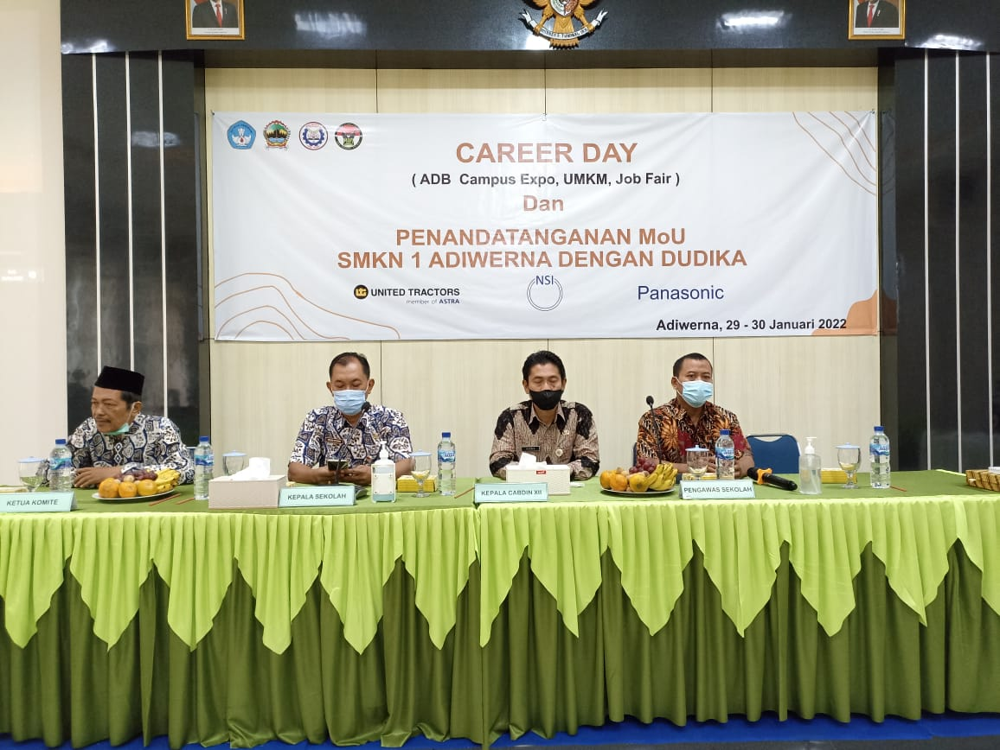 CAREER DAY
( ADB Campus Expo, UMKM, Job Fair )
Dan
PENANDATANGANAN MoU
SMKN 1 ADIWERNA DENGAN DUDIKA
UNITED TRACTORS
member of ASTRA
NSI
Panasonic
Adiwerna, 29 - 30 Januari 2022
KETUA KOMITE
KEPALA SEKOLAH
KEPALA CABDIN XII
PENGAWAS SEKOLAH